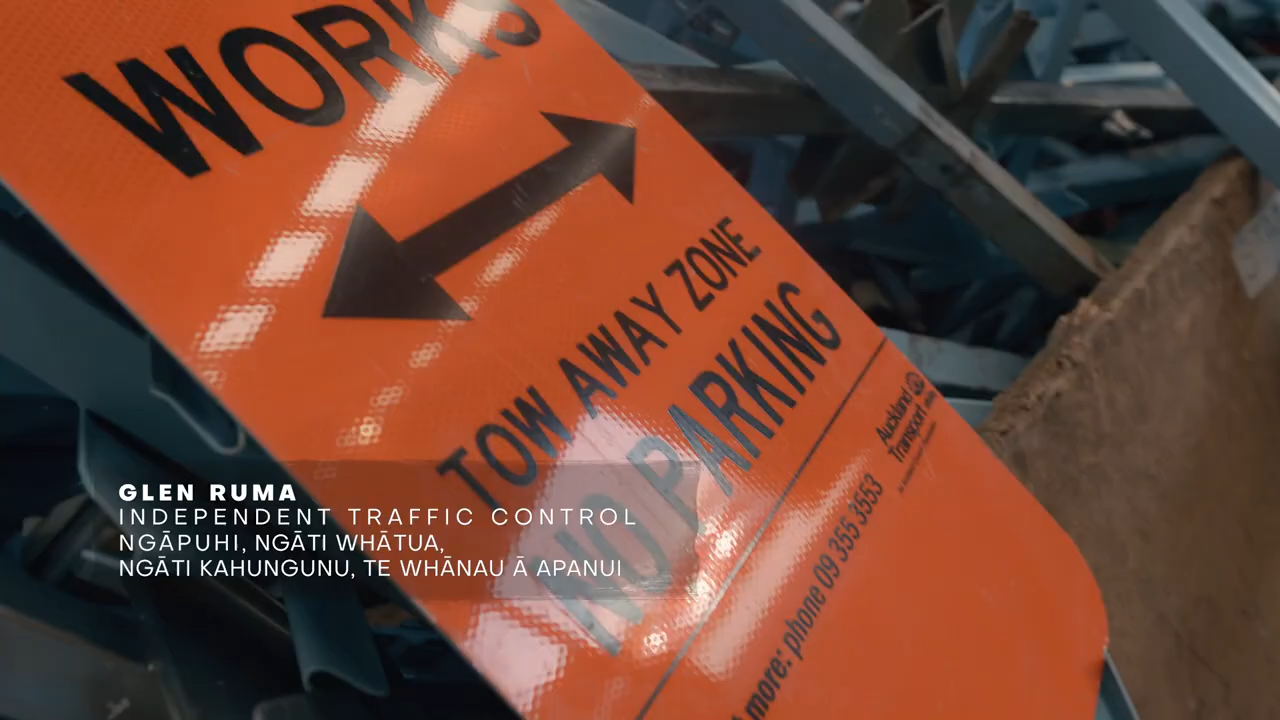 WORKS
TOW AWAY ZONE
NO PARKING
Auckland
Transport
more: phone 09 355 3553
GLEN RUMA
INDEPENDENT TRAFFIC CONTROL
NGĀPUHI, NGĀTI WHĀTUA,
NGĀTI KAHUNGUNU, TE WHĀNAU Ā APANUI